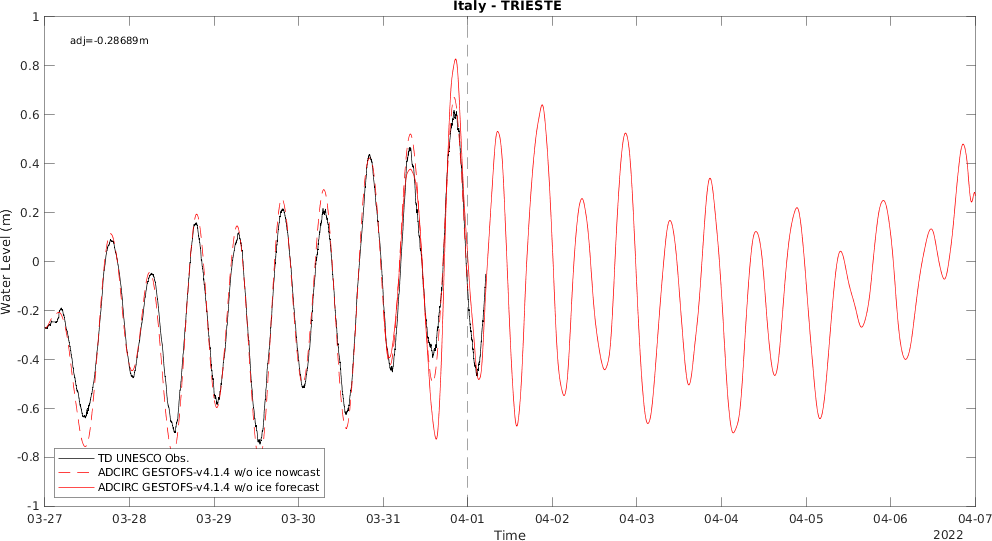 Italy - TRIESTE
adj=-0.28689m
1
0.8
0.6
0.4
0.2
0
-0.2
-0.4
-0.6
-0.8
-1
Water Level (m)
TD UNESCO Obs.
ADCIRC GESTOFS-v4.1.4 w/o ice nowcast
ADCIRC GESTOFS-v4.1.4 w/o ice forecast
03-27 03-28 03-29 03-30 03-31 04-01 04-02 04-03 04-04 04-05 04-06 04-07
Time
2022